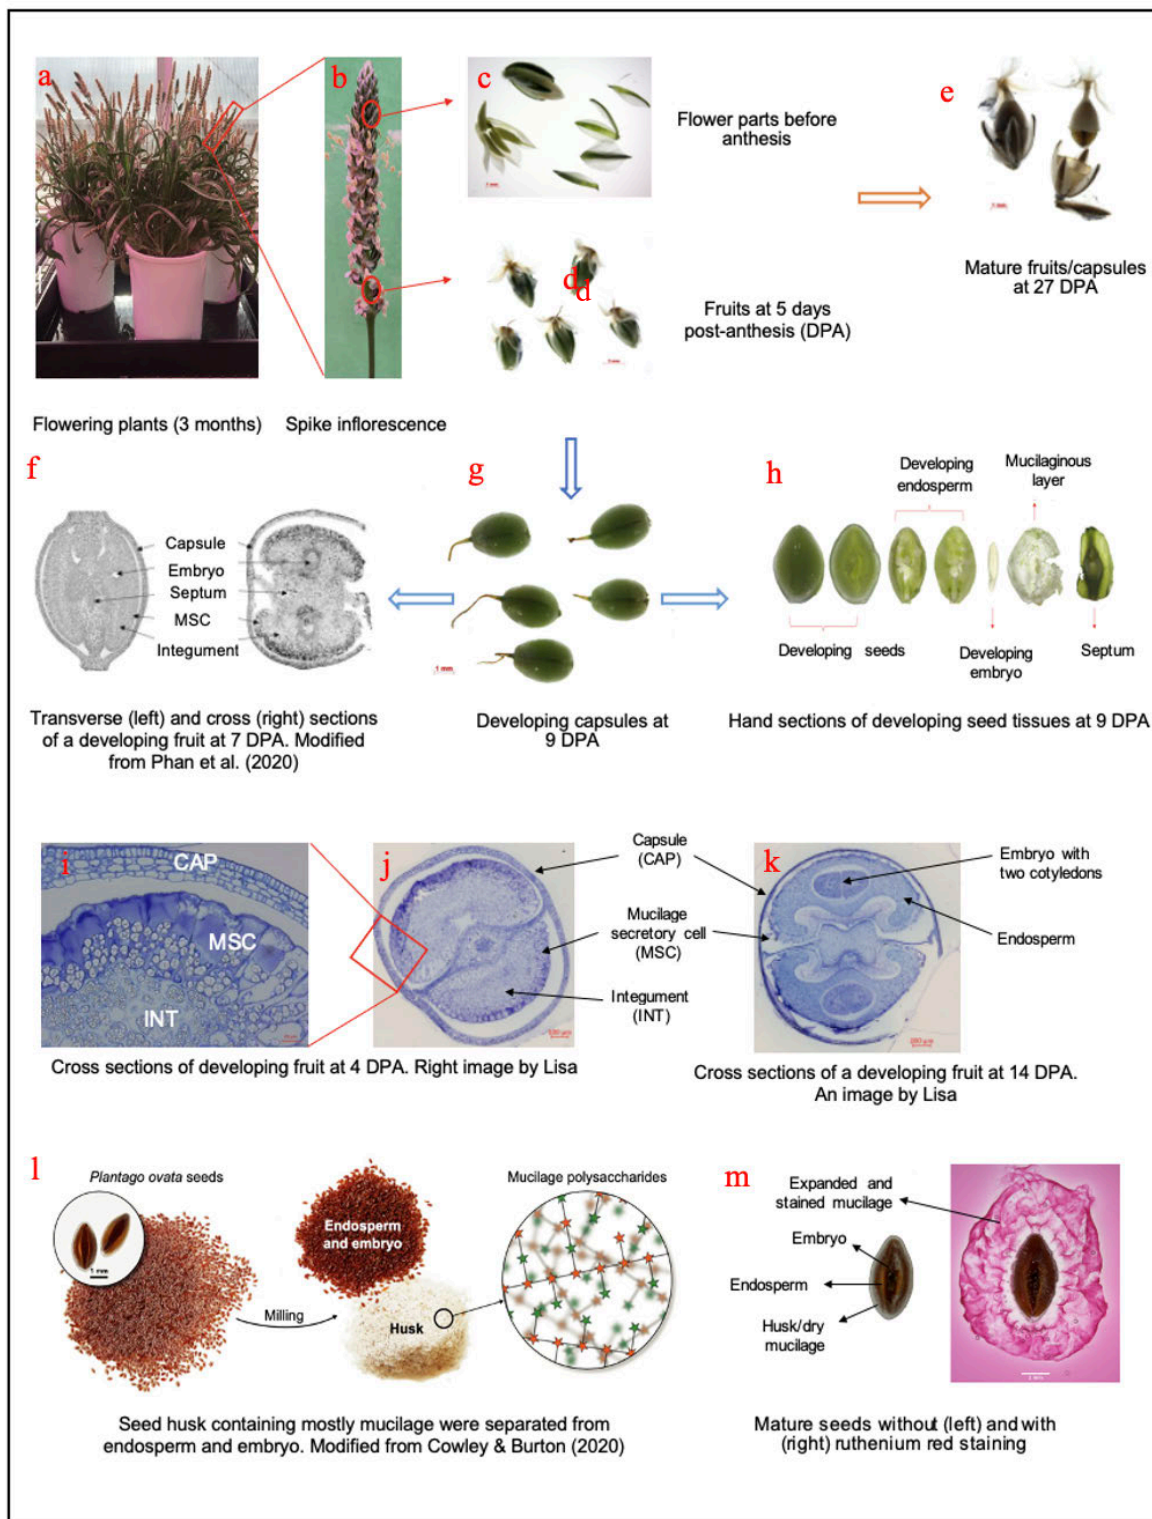 a
b
c
Flower parts before
anthesis
e
1 mm
1 mm
Mature fruits/capsules
at 27 DPA
d
d
Fruits at 5 days
post-anthesis (DPA)
Flowering plants (3 months)
Spike inflorescence
f
Capsule
Embryo
Septum
MSC
Integument
Transverse (left) and cross (right) sections
of a developing fruit at 7 DPA. Modified
from Phan et al. (2020)
g
1 mm
Developing capsules at
9 DPA
h
Developing
endosperm
Mucilaginous
layer
Developing seeds
Developing
embryo
Septum
Hand sections of developing seed tissues at 9 DPA
i
CAP
MSC
INT
j
Capsule
(CAP)
Mucilage
secretory cell
(MSC)
Integument
(INT)
Cross sections of developing fruit at 4 DPA. Right image by Lisa
k
Embryo with
two cotyledons
Endosperm
Cross sections of a developing fruit at 14 DPA.
An image by Lisa
l
Plantago ovata seeds
1 mm
Milling
Endosperm
and embryo
Husk
Mucilage polysaccharides
Seed husk containing mostly mucilage were separated from
endosperm and embryo. Modified from Cowley & Burton (2020)
m
Expanded and
stained mucilage
Embryo
Endosperm
Husk/dry
mucilage
Mature seeds without (left) and with
(right) ruthenium red staining